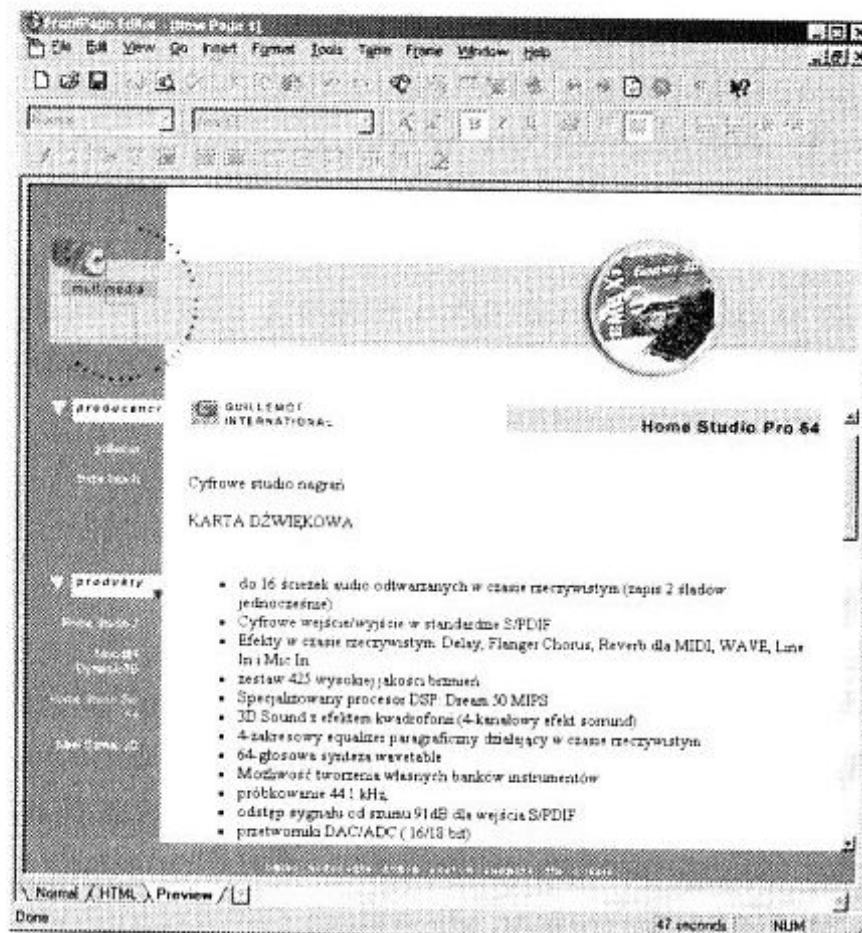 FrontPage Editor - [New Page 1]
File Edit View Go Insert Format Tools Table Frame Window Help
multimedia
producenci
GUILLEMOT
INTERNATIONAL
Home Studio Pro 64
Cyfrowe studio nagrań
KARTA DŹWIĘKOWA
produkty
• do 16 ścieżek audio odtwarzanych w czasie rzeczywistym (zapis 2 śladów
jednocześnie)
• Cyfrowe wejście/wyjście w standardzie S/PDIF
• Efekty w czasie rzeczywistym: Delay, Flanger Chorus, Reverb dla MIDI, WAVE, Line
In i Mic In
• zestaw 425 wysokiej jakości brzmień
• Specjalizowany procesor DSP: Dream 50 MIPS
• 3D Sound z efektem kwadrofonii (4-kanałowy efekt sorround)
• 4-zakresowy equalizer paragraficzny działający w czasie rzeczywistym
• 64-głosowa synteza wavetable
• Możliwość tworzenia własnych banków instrumentów
• próbkowanie 44.1 kHz,
• odstęp sygnału od szumu 91dB dla wejścia S/PDIF
• przetworniki DAC/ADC ( 16/18 bit)
Normal HTML Preview
Done 47 seconds NUM